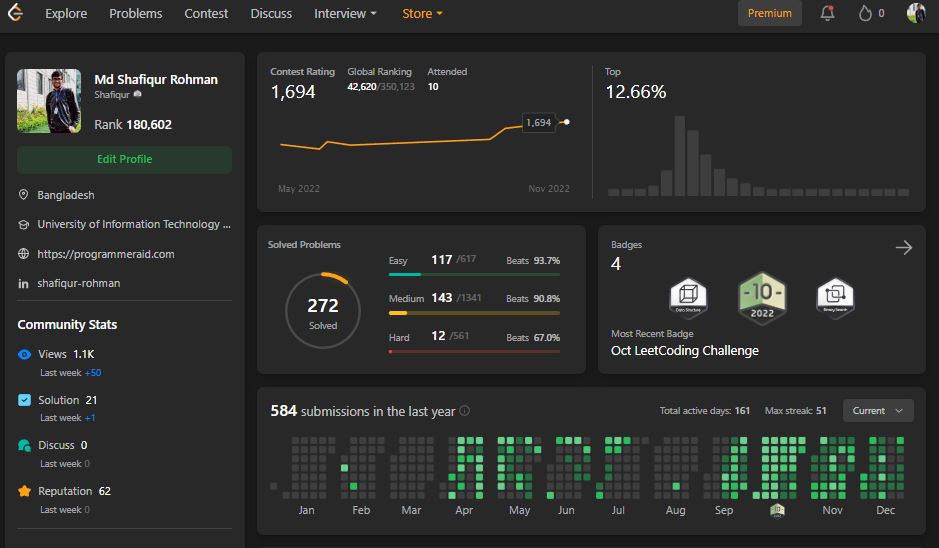 Explore Problems Contest Discuss Interview Store Premium 0
Md Shafiqur Rohman
Shafiqur
Rank 180,602
Edit Profile
Bangladesh
University of Information Technology ...
https://programmeraid.com
in shafiqur-rohman
Community Stats
Views 1.1K
Last week +50
Solution 21
Last week +1
Discuss 0
Last week 0
Reputation 62
Last week 0
Contest Rating Global Ranking Attended
1,694 42,620/350,123 10
1,694
May 2022 Nov 2022
Top
12.66%
Solved Problems
272
Solved
Easy 117 /617 Beats 93.7%
Medium 143 /1341 Beats 90.8%
Hard 12 /561 Beats 67.0%
Badges
4
Data Structure
-10-
2022
Binary Search
Most Recent Badge
Oct LeetCoding Challenge
584 submissions in the last year Total active days: 161 Max streak: 51 Current
Jan Feb Mar Apr May Jun Jul Aug Sep Nov Dec